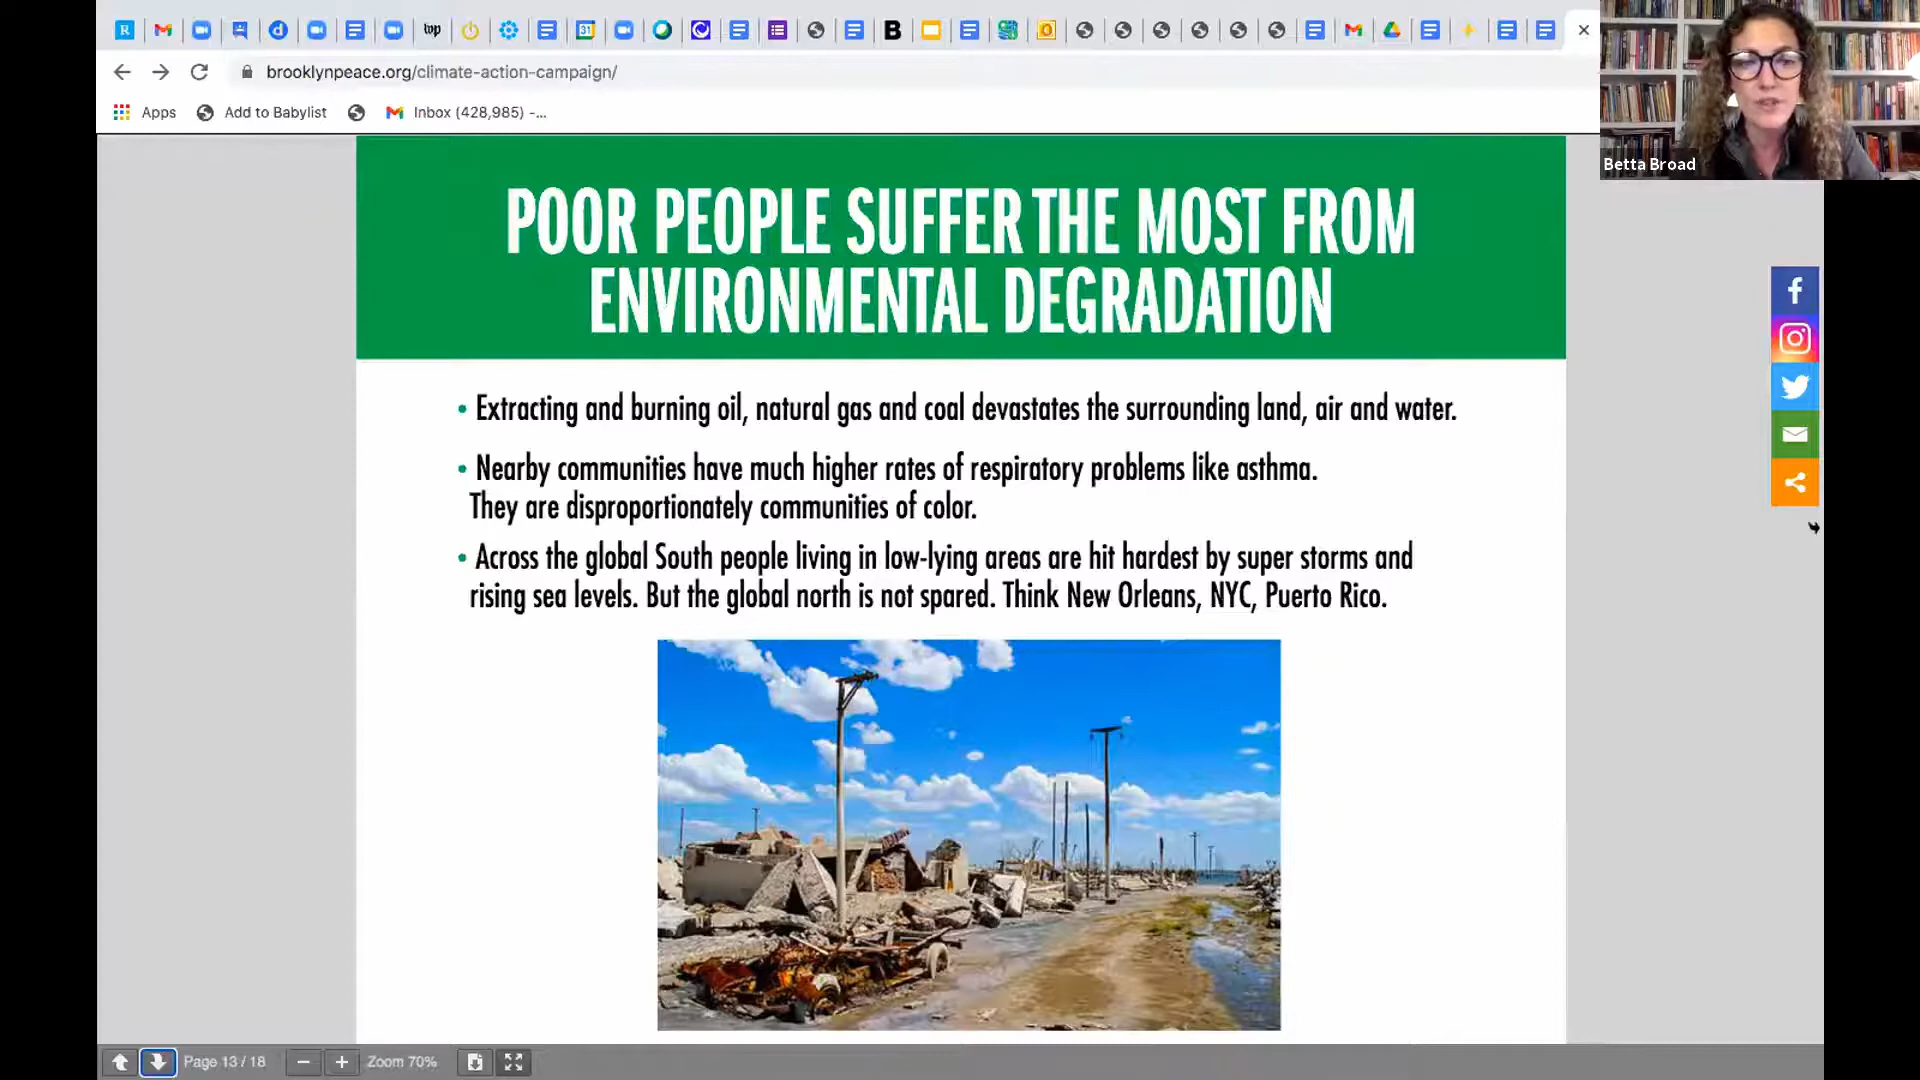 wp
31
B
brooklynpeace.org/climate-action-campaign/
Apps
Add to Babylist
Inbox (428,985) -...
Betta Broad
POOR PEOPLE SUFFER THE MOST FROM
ENVIRONMENTAL DEGRADATION
• Extracting and burning oil, natural gas and coal devastates the surrounding land, air and water.
• Nearby communities have much higher rates of respiratory problems like asthma.
They are disproportionately communities of color.
• Across the global South people living in low-lying areas are hit hardest by super storms and
rising sea levels. But the global north is not spared. Think New Orleans, NYC, Puerto Rico.
Page 13 / 18
Zoom 70%